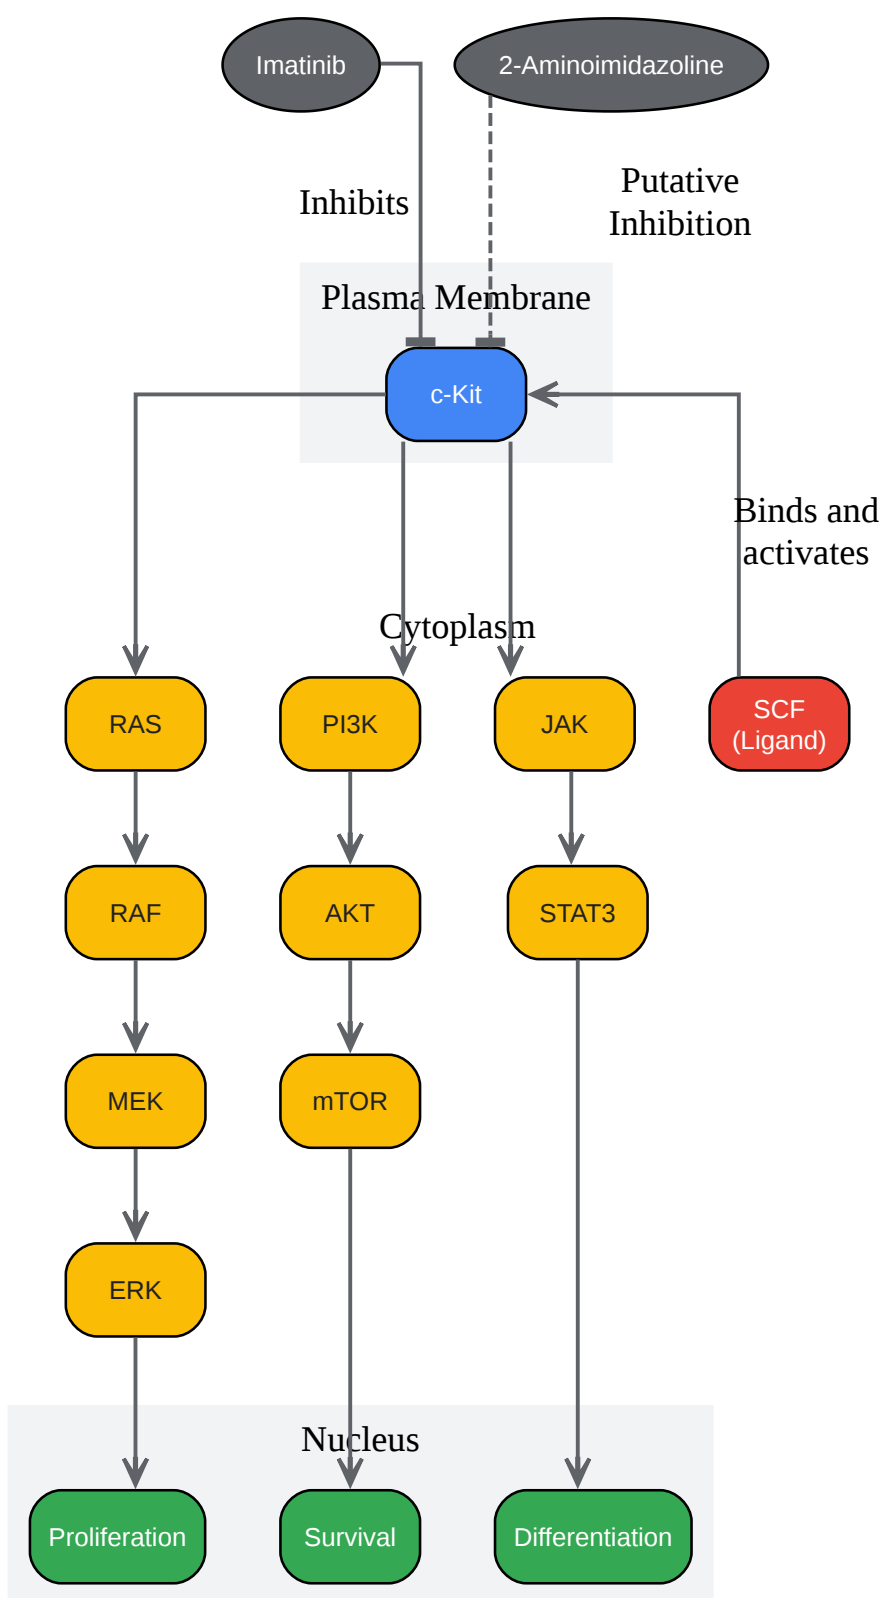 Imatinib
2-Aminoimidazoline
Inhibits
Putative
Inhibition
Plasma Membrane
c-Kit
Binds and
activates
Cytoplasm
RAS
PI3K
JAK
SCF
(Ligand)
RAF
AKT
STAT3
MEK
mTOR
ERK
Nucleus
Proliferation
Survival
Differentiation